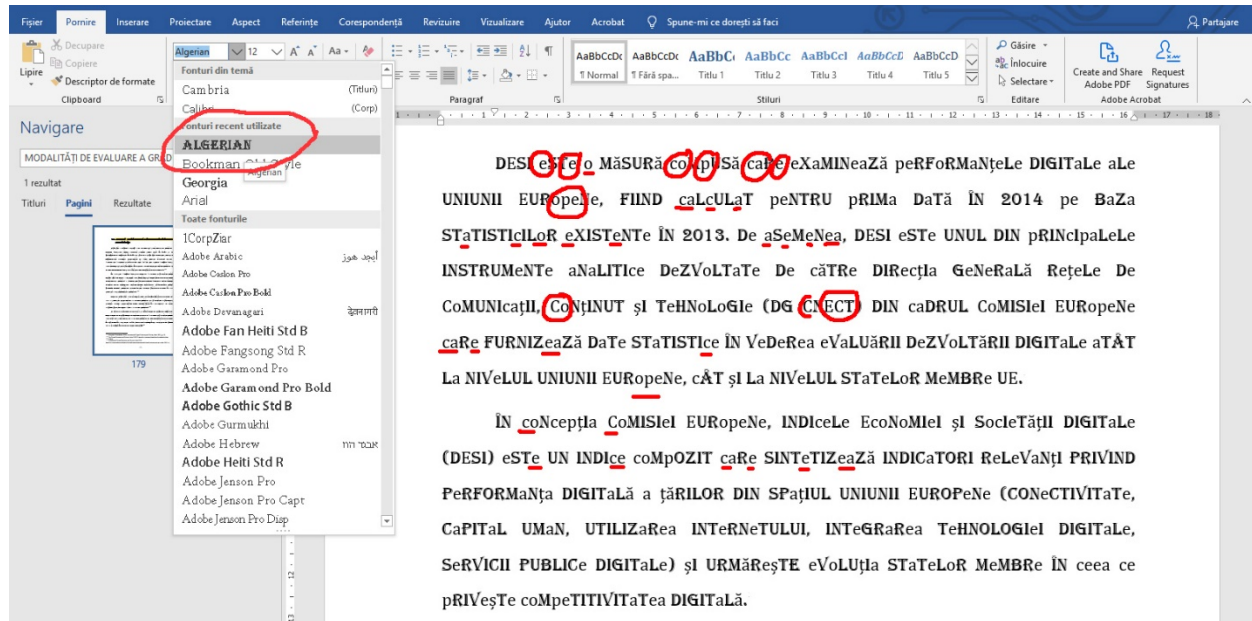 Fișier Pornire Inserare Proiectare Aspect Referințe Corespondență Revizuire Vizualizare Ajutor Acrobat Spune-mi ce dorești să faci Partajare
Lipire
Decupare
Copiere
Descriptor de formate
Clipboard
Algerian 12
Paragraf
AaBbCcDc AaBbCcDc AaBbC AaBbCc AaBbCcl AaBbCcD AaBbCcD
¶ Normal ¶ Fără spa... Titlu 1 Titlu 2 Titlu 3 Titlu 4 Titlu 5
Stiluri
Găsire
Înlocuire
Selectare
Editare
Create and Share Adobe PDF
Request Signatures
Adobe Acrobat
Navigare
MODALITĂȚI DE EVALUARE A GRAD
1 rezultat
Titluri Pagini Rezultate
179
Fonturi din temă
Cambria (Titluri)
Calibri (Corp)
Fonturi recent utilizate
ALGERIAN
Bookman Old Style
Algerian
Georgia
Arial
Toate fonturile
1CorpZiar
Adobe Arabic أبجد هوز
Adobe Caslon Pro
Adobe Caslon Pro Bold
Adobe Devanagari देवनागरी
Adobe Fan Heiti Std B
Adobe Fangsong Std R
Adobe Garamond Pro
Adobe Garamond Pro Bold
Adobe Gothic Std B
Adobe Gurmukhi
Adobe Hebrew אבגד הוז
Adobe Heiti Std R
Adobe Jenson Pro
Adobe Jenson Pro Capt
Adobe Jenson Pro Disp
DESI eSTe o MăSURă coMpUSă caRe eXaMINeaZă peRFoRMaNțeLe DIGITaLe aLe
UNIUNII EURopeNe, FIIND caLcULaT peNTRU pRIMa DaTă ÎN 2014 pe BaZa
STaTISTIcILoR eXISTeNTe ÎN 2013. De aSeMeNea, DESI eSTe UNUL DIN pRINcIpaLeLe
INSTRUMeNTe aNaLITIce DeZVoLTaTe De căTRe DIRecțIa GeNeRaLă RețeLe De
CoMUNIcațII, CoNțINUT șI TeHNoLoGIe (DG CNECT) DIN caDRUL CoMISIeI EURopeNe
caRe FURNIZeaZă DaTe STaTISTIce ÎN VeDeRea eVaLUăRII DeZVoLTăRII DIGITaLe aTÂT
La NIVeLUL UNIUNII EURopeNe, cÂT șI La NIVeLUL STaTeLoR MeMBRe UE.
ÎN coNcepțIa CoMISIeI EURopeNe, INDIceLe EcoNoMIeI șI SocIeTățII DIGITaLe
(DESI) eSTe UN INDIce coMpOZIT caRe SINTeTIZeaZă INDICaTORI ReLeVaNțI PRIVIND
PeRFORMaNța DIGITaLă a țăRILOR DIN SPațIUL UNIUNII EUROPeNe (CONeCTIVITaTe,
CaPITaL UMaN, UTILIZaRea INTeRNeTULUI, INTeGRaRea TeHNOLOGIeI DIGITaLe,
SeRVICII PUBLICe DIGITaLe) șI URMăReșTE eVoLUțIa STaTeLoR MeMBRe ÎN ceea ce
pRIVeșTe coMpeTITIVITaTea DIGITaLă.